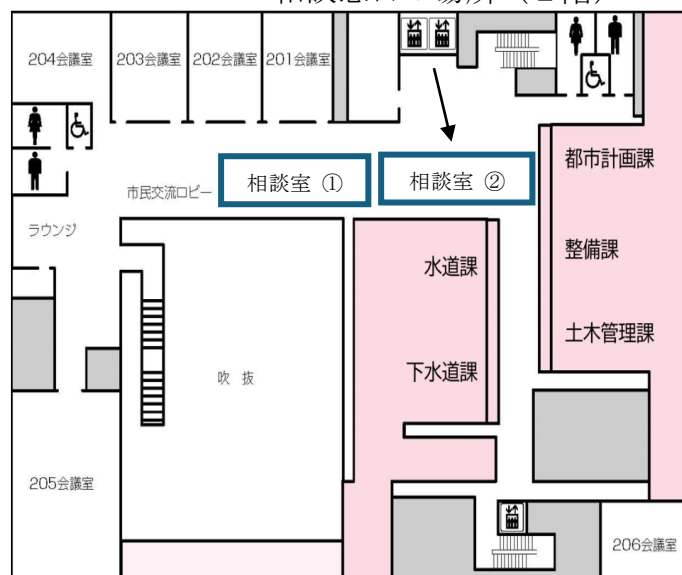 204会議室
203会議室
202会議室
201会議室
相談室 ①
相談室 ②
都市計画課
市民交流ロビー
ラウンジ
整備課
水道課
土木管理課
下水道課
吹 抜
205会議室
206会議室